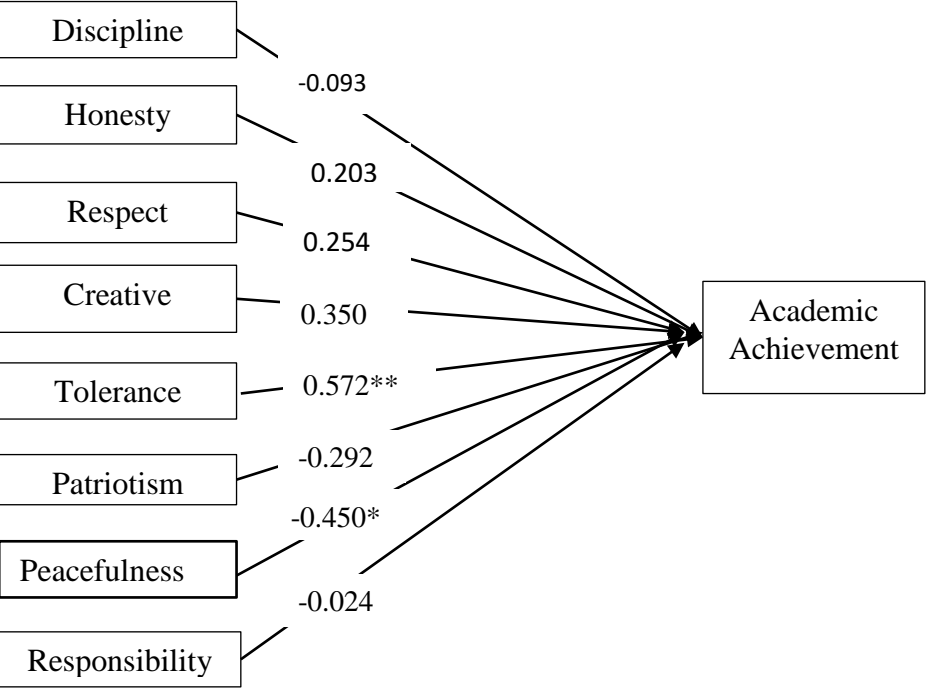 Discipline
-0.093
Honesty
0.203
Respect
0.254
Creative
0.350
Tolerance
0.572**
Patriotism
-0.292
Peacefulness
-0.450*
Responsibility
-0.024
Academic
Achievement